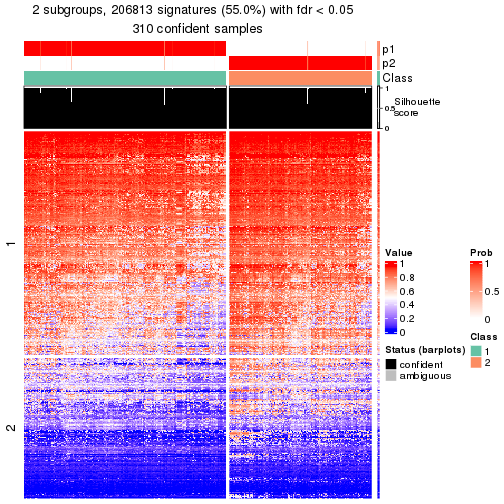 2 subgroups, 206813 signatures (55.0%) with fdr < 0.05
310 confident samples
p1
p2
Class
1
0.5
0
Silhouette
score
1
2
Value
1
0.8
0.6
0.4
0.2
0
Prob
1
0.5
0
Status (barplots)
confident
ambiguous
Class
1
2